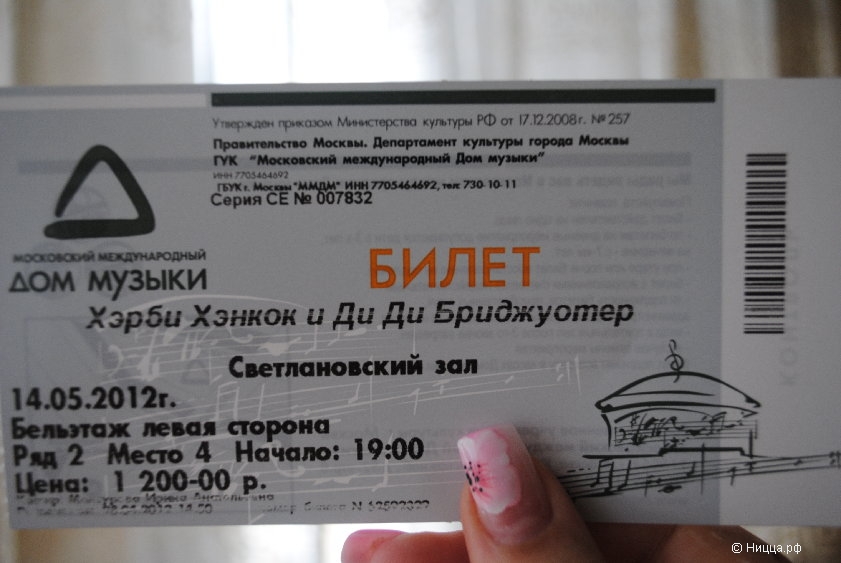 Утвержден приказом Министерства культуры РФ от 17.12.2008г. №257
Правительство Москвы. Департамент культуры города Москвы
ГУК "Московский международный Дом музыки"
ИНН 7705464692
ГБУК г. Москвы "ММДМ" ИНН 7705464692, тел: 730-10-11
Серия СЕ № 007832
МОСКОВСКИЙ МЕЖДУНАРОДНЫЙ
ДОМ МУЗЫКИ
БИЛЕТ
Хэрби Хэнкок и Ди Ди Бриджуотер
Светлановский зал
14.05.2012г.
Бельэтаж левая сторона
Ряд 2 Место 4 Начало: 19:00
Цена: 1 200-00 р.
Ирина
© Ницца.рф